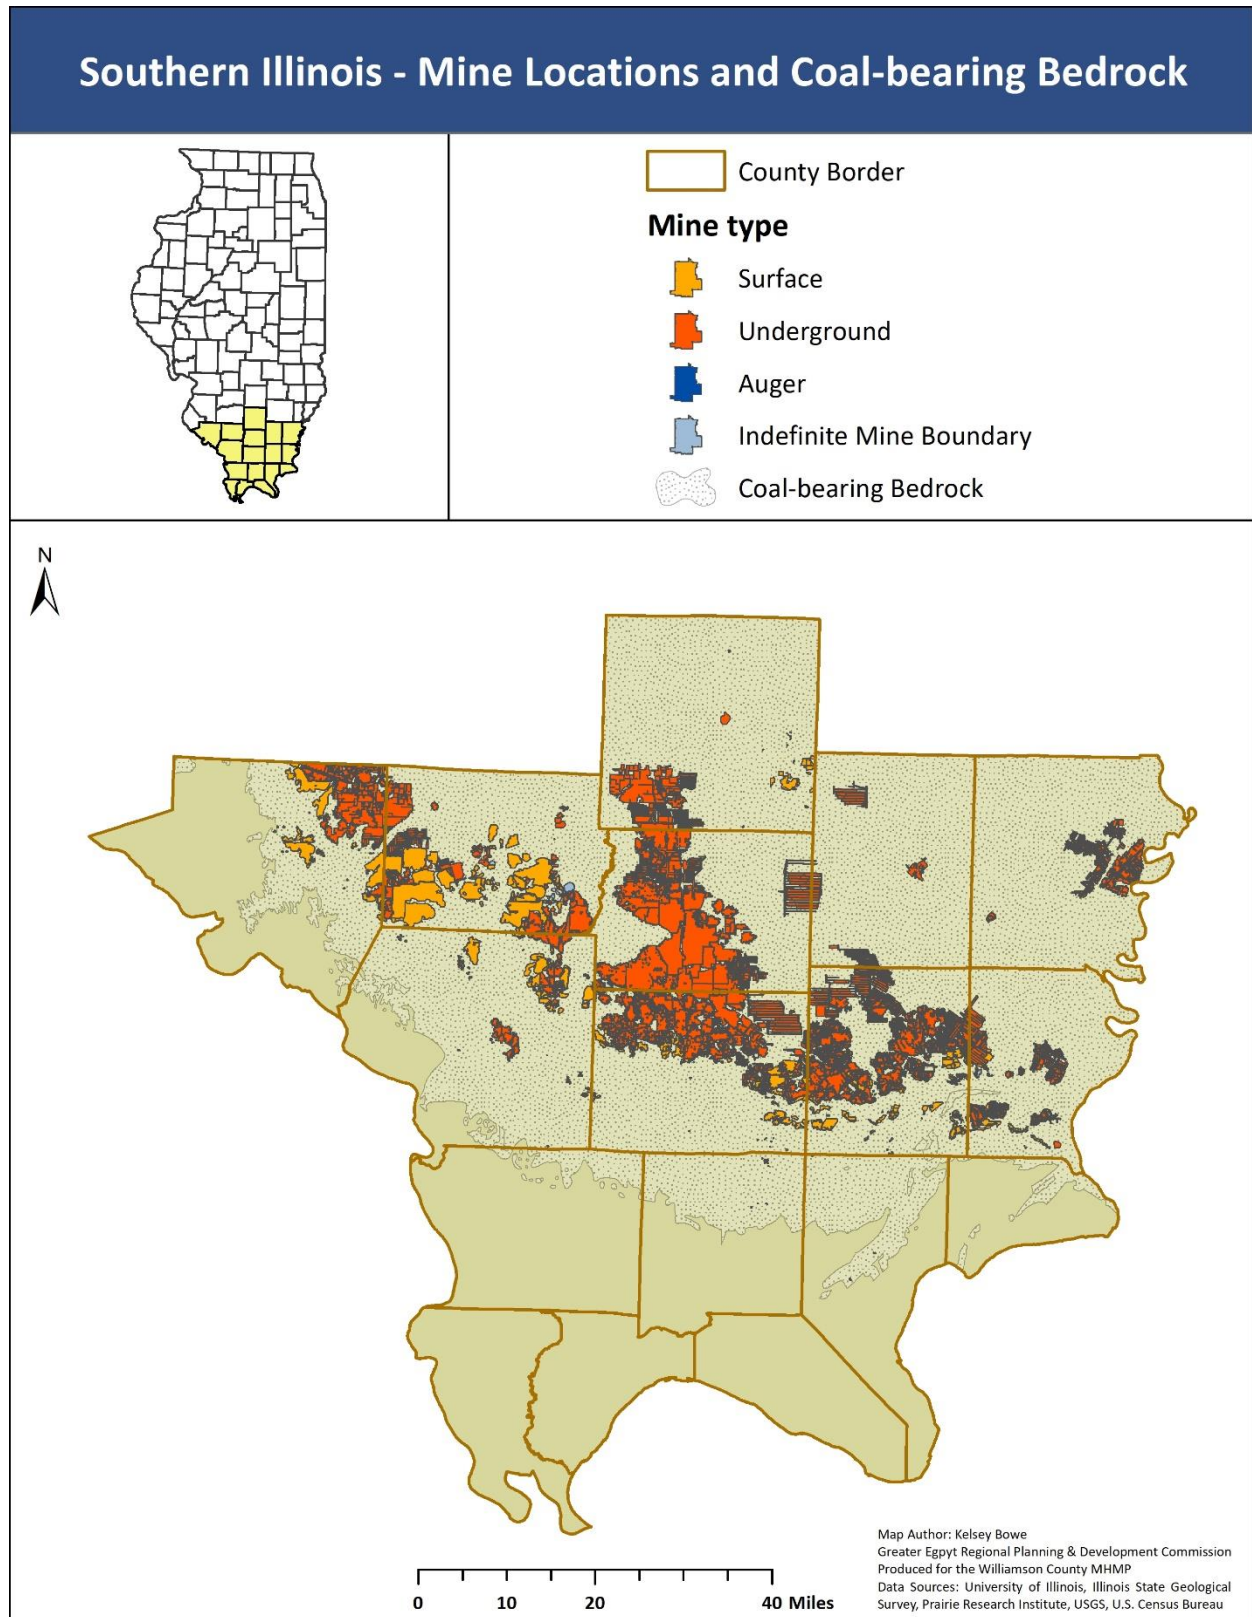 Southern Illinois - Mine Locations and Coal-bearing Bedrock
County Border
Mine type
Surface
Underground
Auger
Indefinite Mine Boundary
Coal-bearing Bedrock
N
0 10 20 40 Miles
Map Author: Kelsey Bowe
Greater Egpyt Regional Planning & Development Commission
Produced for the Williamson County MHMP
Data Sources: University of Illinois, Illinois State Geological
Survey, Prairie Research Institute, USGS, U.S. Census Bureau